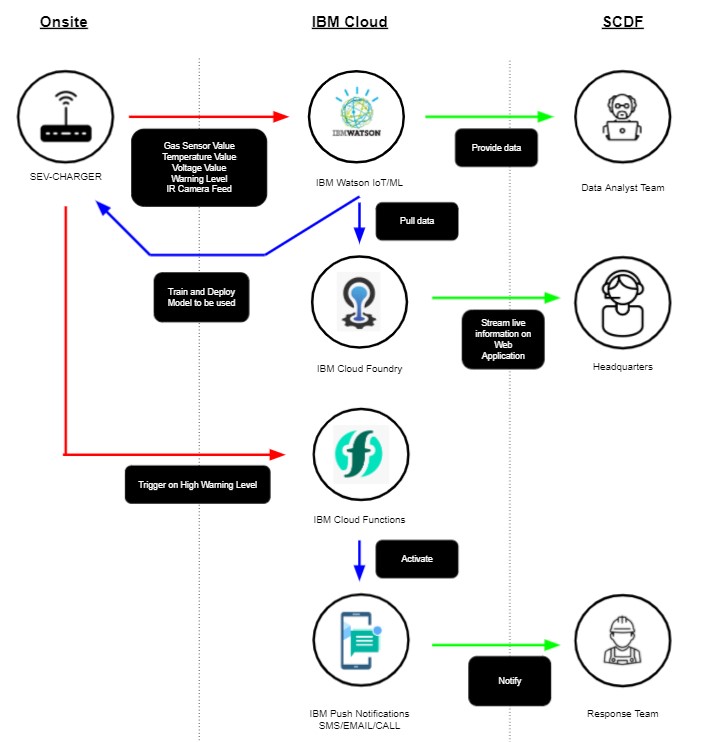 Onsite
IBM Cloud
SCDF
IBMWATSON
Gas Sensor Value
Temperature Value
Voltage Value
Warning Level
IR Camera Feed
Provide data
SEV-CHARGER
IBM Watson IoT/ML
Data Analyst Team
Pull data
Train and Deploy
Model to be used
Stream live
information on
Web
Application
IBM Cloud Foundry
Headquarters
Trigger on High Warning Level
IBM Cloud Functions
Activate
Notify
IBM Push Notifications
SMS/EMAIL/CALL
Response Team